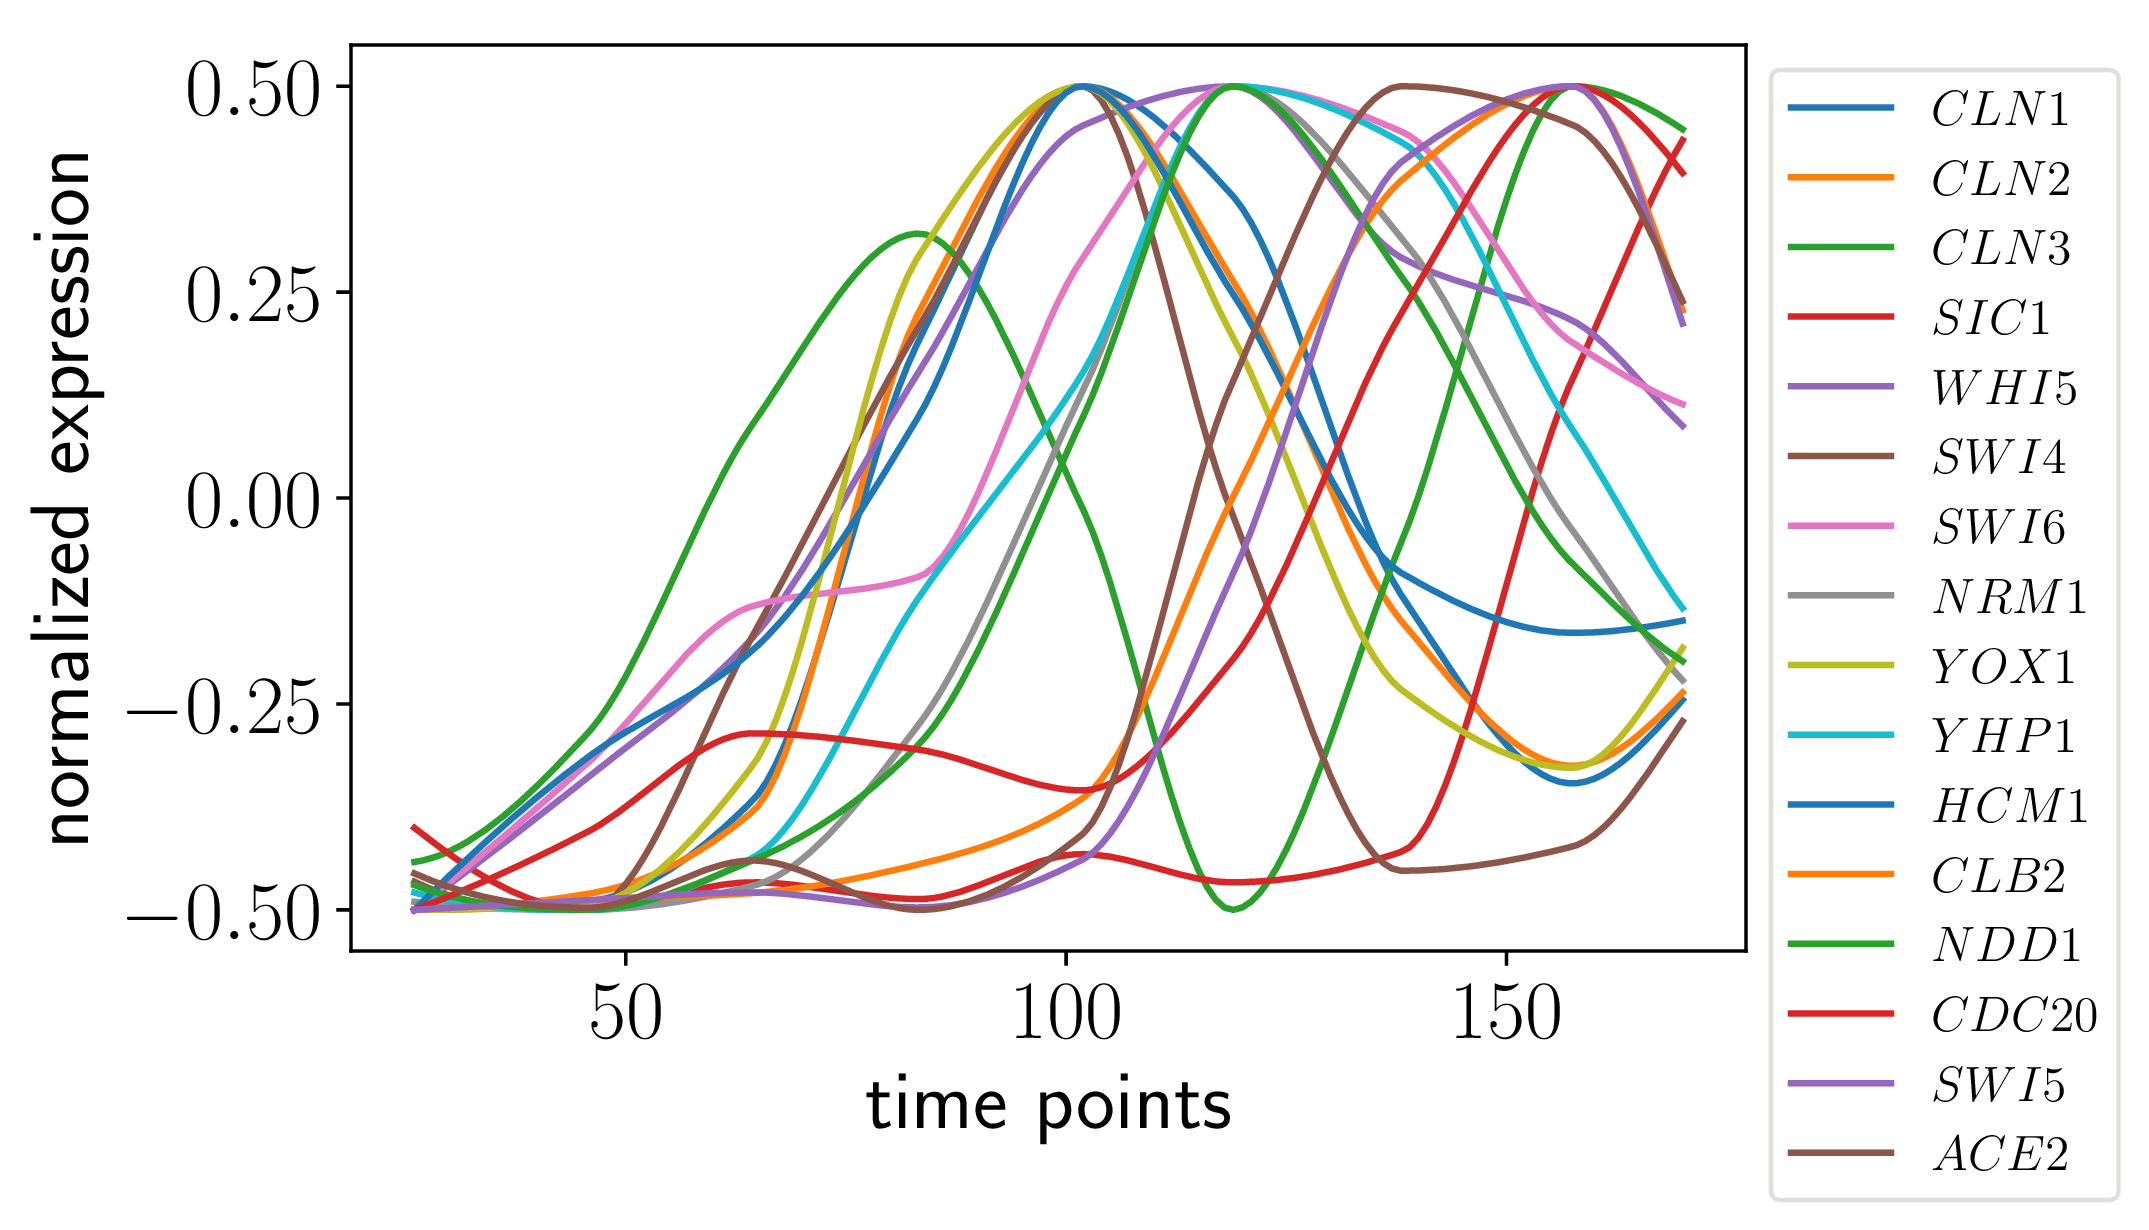 normalized expression
0.50
0.25
0.00
−0.25
−0.50
50 100 150
time points
CLN1
CLN2
CLN3
SIC1
WHI5
SWI4
SWI6
NRM1
YOX1
YHP1
HCM1
CLB2
NDD1
CDC20
SWI5
ACE2